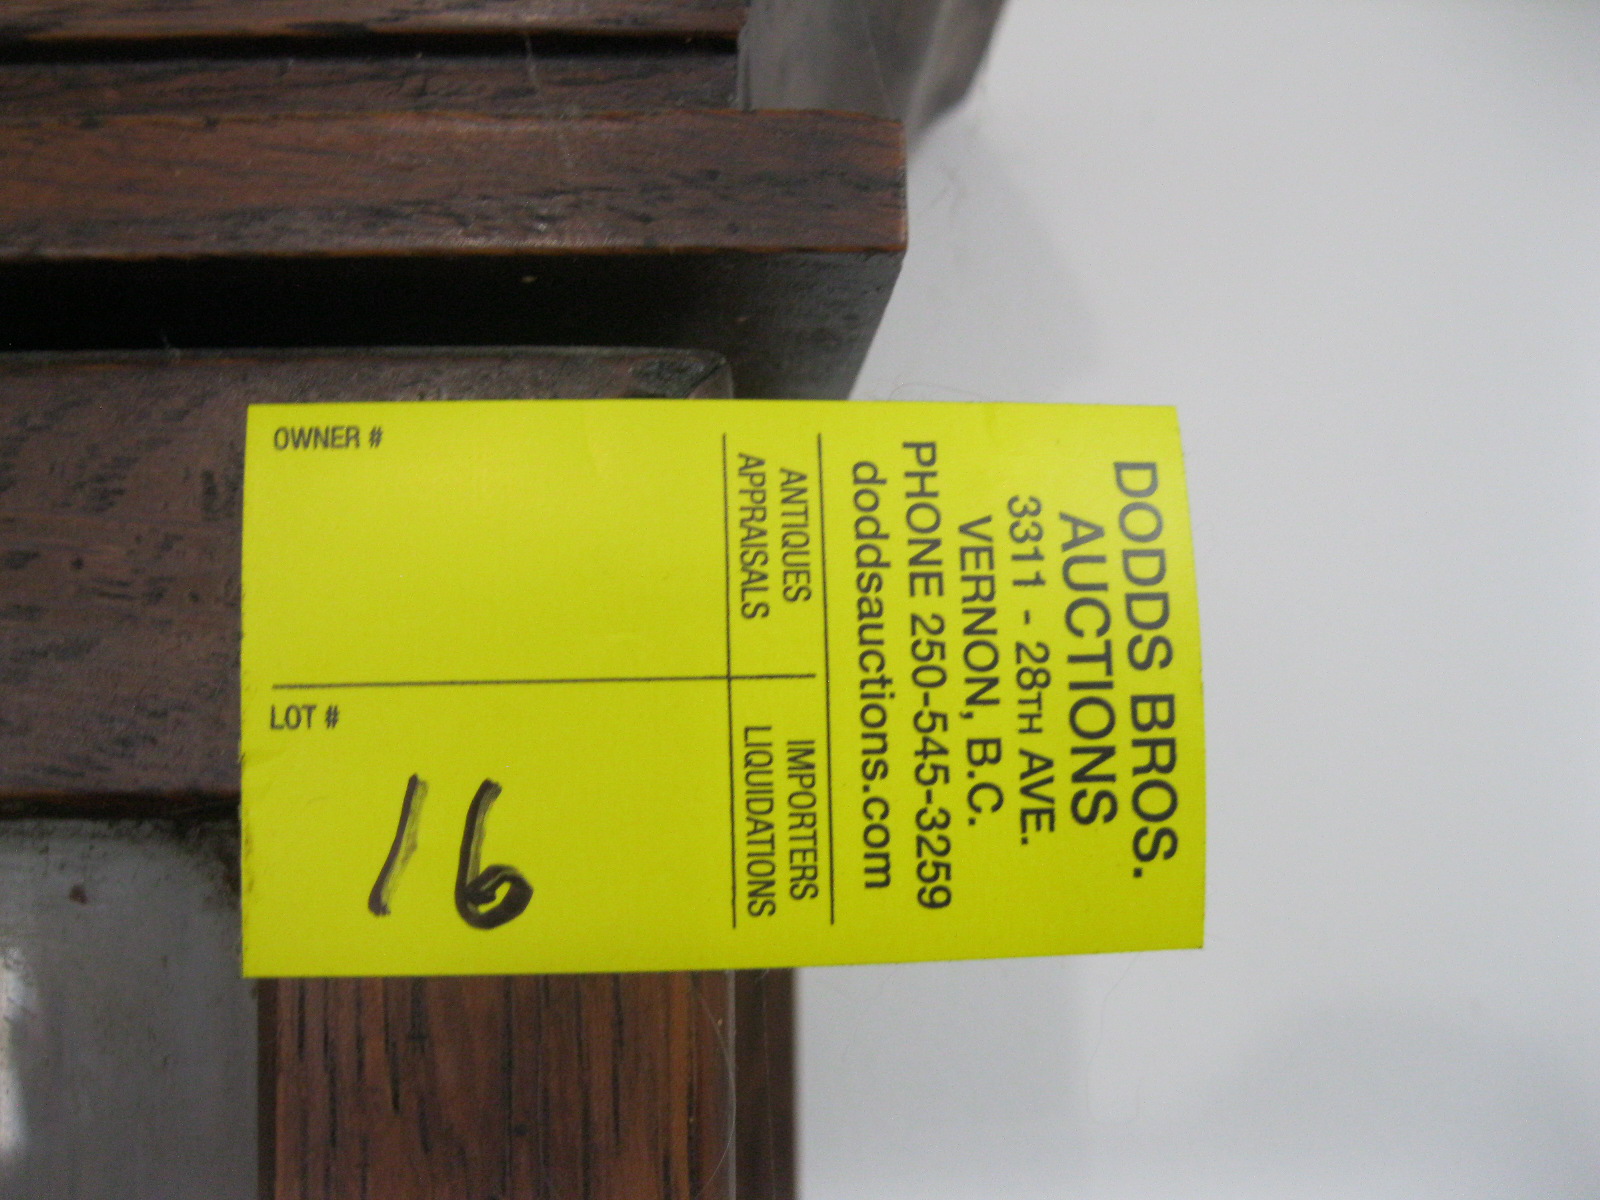 DODDS BROS.
AUCTIONS
3311 - 28TH AVE.
VERNON, B.C.
PHONE 250-545-3259
doddsauctions.com
ANTIQUES IMPORTERS
APPRAISALS LIQUIDATIONS
OWNER # LOT #
16